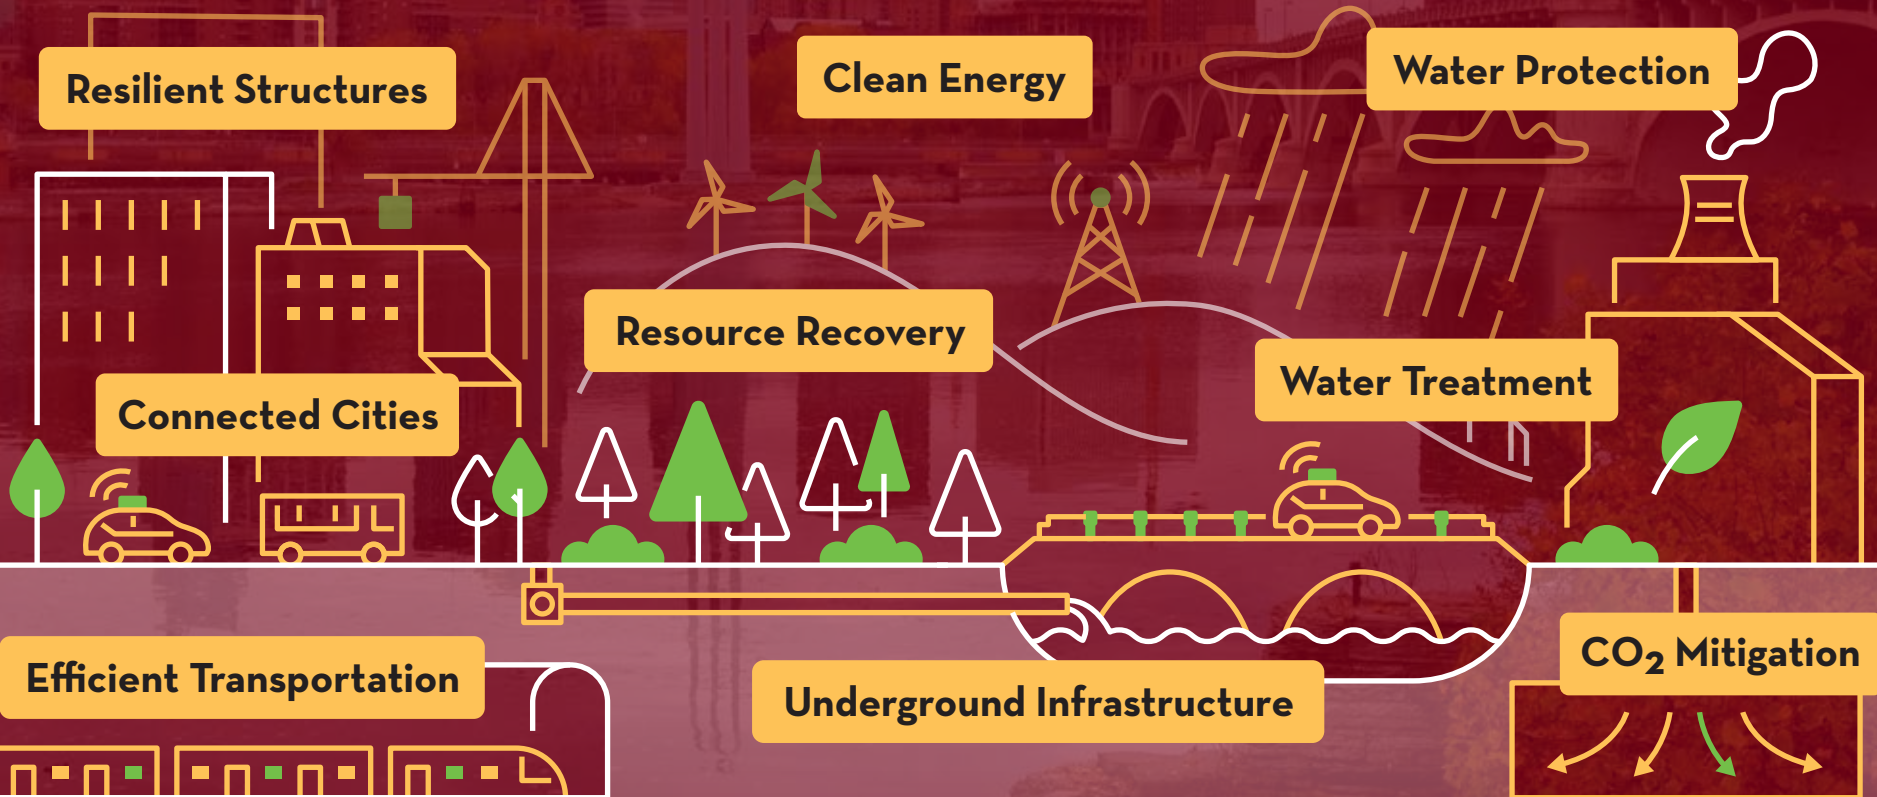 Resilient Structures
Clean Energy
Water Protection
Resource Recovery
Water Treatment
Connected Cities
Efficient Transportation
Underground Infrastructure
CO₂ Mitigation